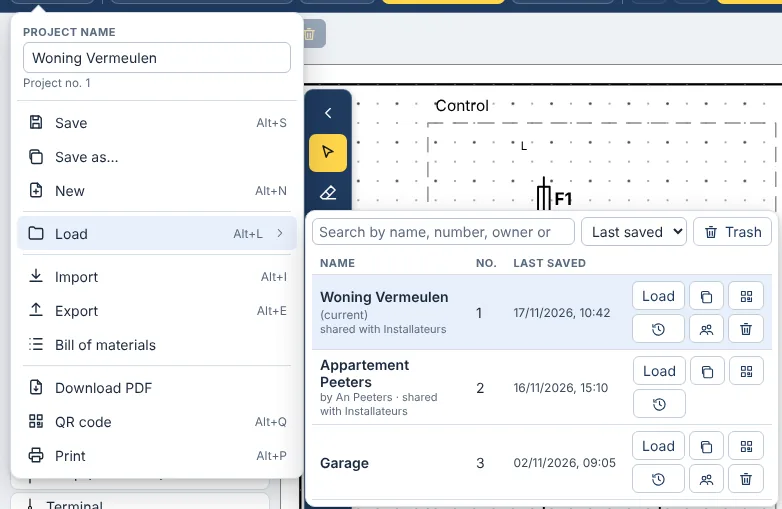 PROJECT NAME
Woning Vermeulen
Project no. 1
Save Alt+S
Save as...
New Alt+N
Load Alt+L
Import Alt+I
Export Alt+E
Bill of materials
Download PDF
QR code Alt+Q
Print Alt+P
Terminal
Control
L
F1
Search by name, number, owner or
Last saved
Trash
NAME NO. LAST SAVED
Woning Vermeulen
(current)
shared with Installateurs
1 17/11/2026, 10:42 Load
Appartement
Peeters
by An Peeters · shared
with Installateurs
2 16/11/2026, 15:10 Load
Garage 3 02/11/2026, 09:05 Load